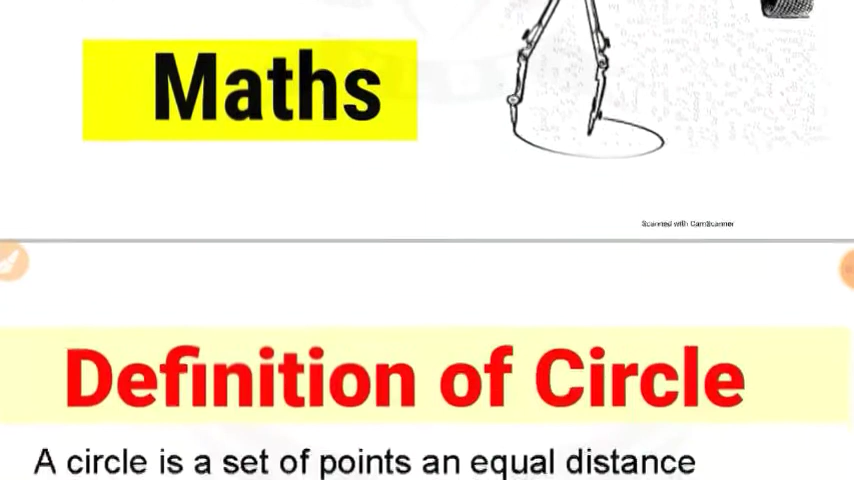 Maths
Scanned with CamScanner
Definition of Circle
A circle is a set of points an equal distance